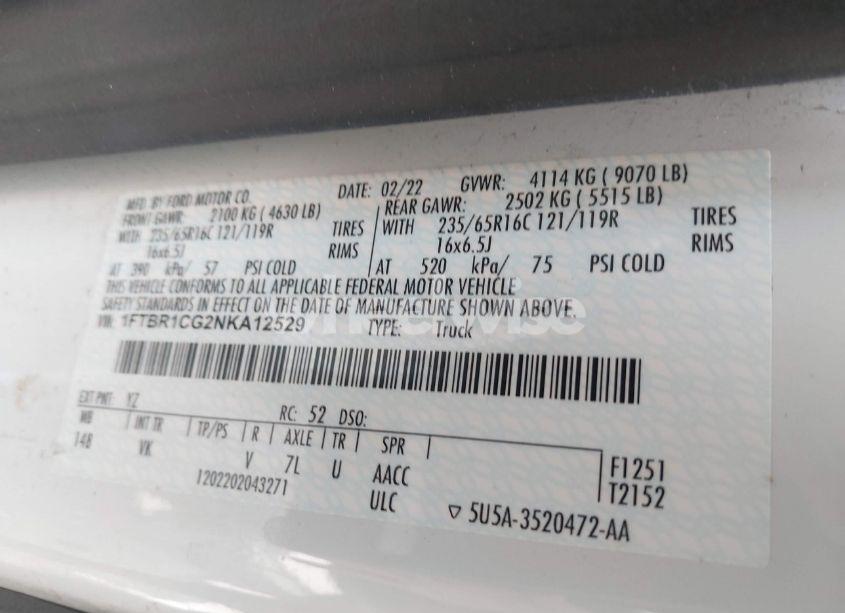 MFD. BY FORD MOTOR CO. DATE: 02/22 GVWR: 4114 KG ( 9070 LB)
FRONT GAWR: 2100 KG ( 4630 LB) REAR GAWR: 2502 KG ( 5515 LB)
WITH 235/65R16C 121/119R TIRES WITH 235/65R16C 121/119R TIRES
16x6.5J RIMS 16x6.5J RIMS
AT 390 kPa/ 57 PSI COLD AT 520 kPa/ 75 PSI COLD
THIS VEHICLE CONFORMS TO ALL APPLICABLE FEDERAL MOTOR VEHICLE
SAFETY STANDARDS IN EFFECT ON THE DATE OF MANUFACTURE SHOWN ABOVE.
VIN: 1FTBR1CG2NKA12529 TYPE: Truck
EXT PNT: YZ RC: 52 DSO:
WB INT TR TP/PS R AXLE TR SPR
148 VK V 7L U AACC F1251
1202202043271 ULC T2152
▽ 5U5A-3520472-AA